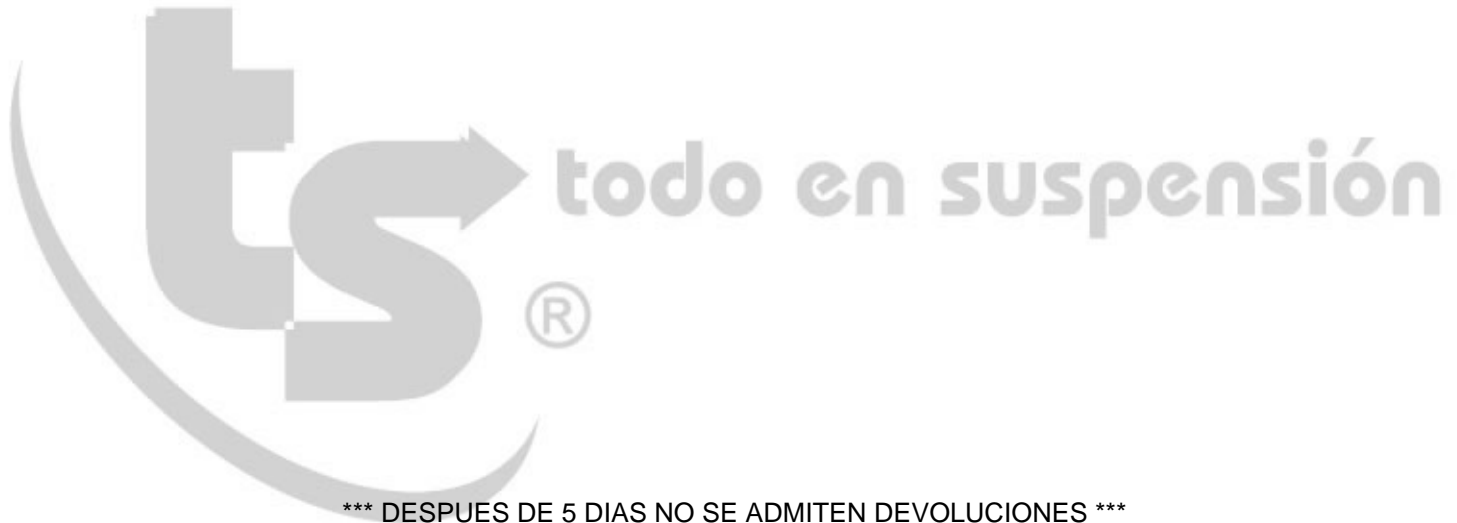 ts todo en suspensión
®
*** DESPUES DE 5 DIAS NO SE ADMITEN DEVOLUCIONES ***